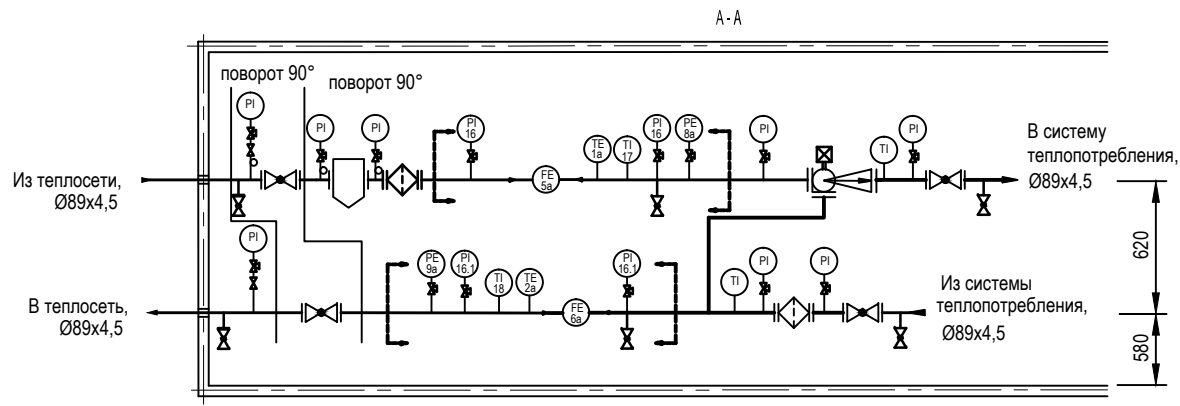 А-А
поворот 90°
поворот 90°
PI
PI
PI
PI
16
TE
1a
TI
17
PI
16
PE
8a
PI
TI
PI
В систему
теплопотребления,
Ø89x4,5
Из теплосети,
Ø89x4,5
FE
5a
620
PI
PE
9a
PI
16.1
TI
18
TE
2a
PI
16.1
TI
PI
PI
В теплосеть,
Ø89x4,5
FE
6a
Из системы
теплопотребления,
Ø89x4,5
580